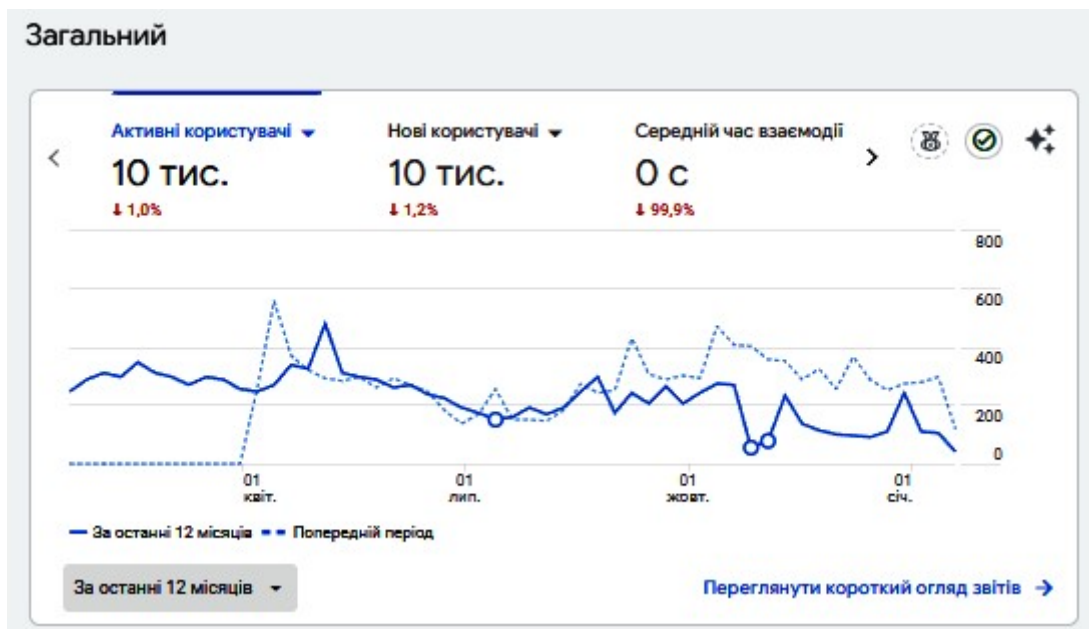 Загальний
Активні користувачі
10 тис.
1,0%
Нові користувачі
10 тис.
1,2%
Середній час взаємодії
0 с
99,9%
800
600
400
200
0
01
квіт.
01
лип.
01
жовт.
01
січ.
За останні 12 місяців
Попередній період
За останні 12 місяців
Переглянути короткий огляд звітів